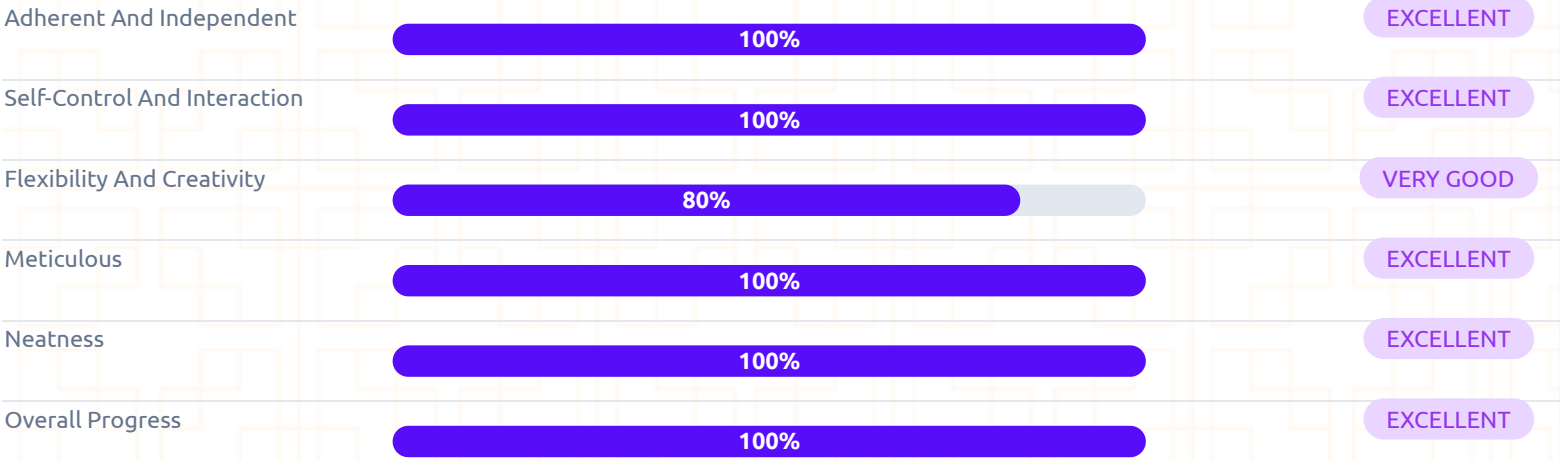 Adherent And Independent
100%
EXCELLENT
Self-Control And Interaction
100%
EXCELLENT
Flexibility And Creativity
80%
VERY GOOD
Meticulous
100%
EXCELLENT
Neatness
100%
EXCELLENT
Overall Progress
100%
EXCELLENT